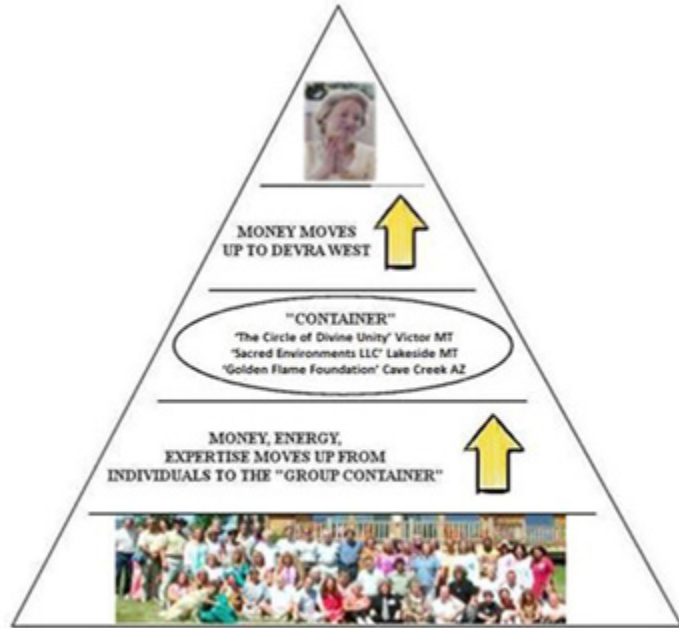 MONEY MOVES
UP TO DEVRA WEST
"CONTAINER"
'The Circle of Divine Unity' Victor MT
'Sacred Environments LLC' Lakeside MT
'Golden Flame Foundation' Cave Creek AZ
MONEY, ENERGY,
EXPERTISE MOVES UP FROM
INDIVIDUALS TO THE "GROUP CONTAINER"